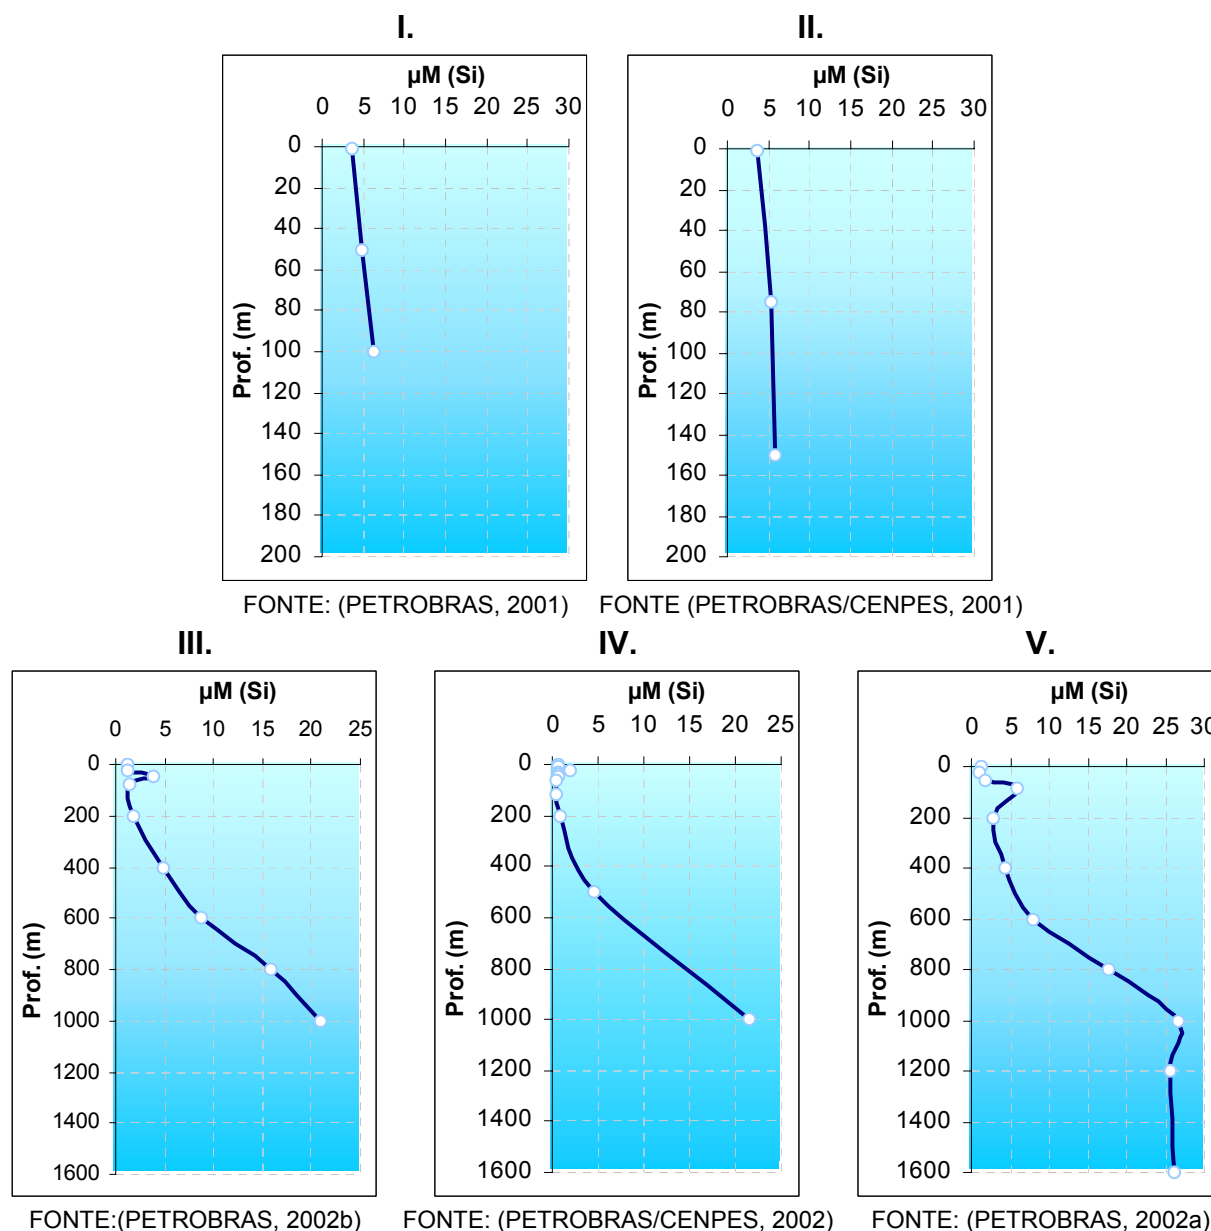 I.
II.
µM (Si)
µM (Si)
0 5 10 15 20 25 30
0 5 10 15 20 25 30
Prof. (m)
0
20
40
60
80
100
120
140
160
180
200
Prof. (m)
0
20
40
60
80
100
120
140
160
180
200
FONTE: (PETROBRAS, 2001)
FONTE (PETROBRAS/CENPES, 2001)
III.
IV.
V.
µM (Si)
µM (Si)
µM (Si)
0 5 10 15 20 25
0 5 10 15 20 25
0 5 10 15 20 25 30
Prof. (m)
0
200
400
600
800
1000
1200
1400
1600
Prof. (m)
0
200
400
600
800
1000
1200
1400
1600
Prof. (m)
0
200
400
600
800
1000
1200
1400
1600
FONTE:(PETROBRAS, 2002b)
FONTE: (PETROBRAS/CENPES, 2002)
FONTE: (PETROBRAS, 2002a)